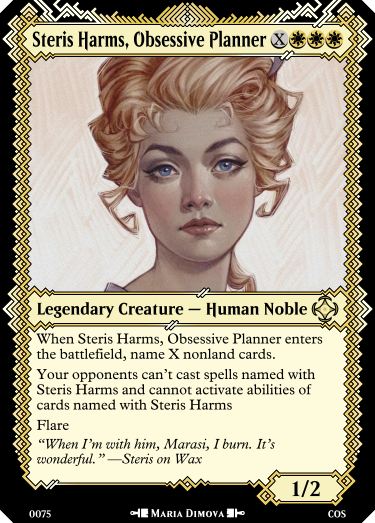 Steris Harms, Obsessive Planner X
Legendary Creature — Human Noble
When Steris Harms, Obsessive Planner enters
the battlefield, name X nonland cards.
Your opponents can't cast spells named with
Steris Harms and cannot activate abilities of
cards named with Steris Harms
Flare
“When I'm with him, Marasi, I burn. It's
wonderful.” —Steris on Wax
1/2
0075 MARIA DIMOVA COS